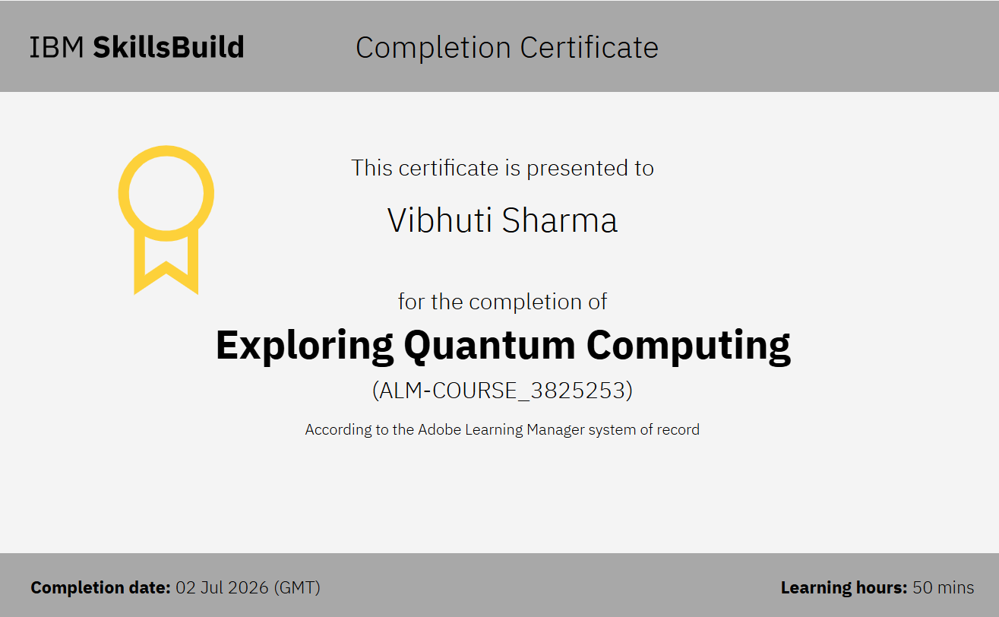 IBM SkillsBuild
Completion Certificate
This certificate is presented to
Vibhuti Sharma
for the completion of
Exploring Quantum Computing
(ALM-COURSE_3825253)
According to the Adobe Learning Manager system of record
Completion date: 02 Jul 2026 (GMT)
Learning hours: 50 mins